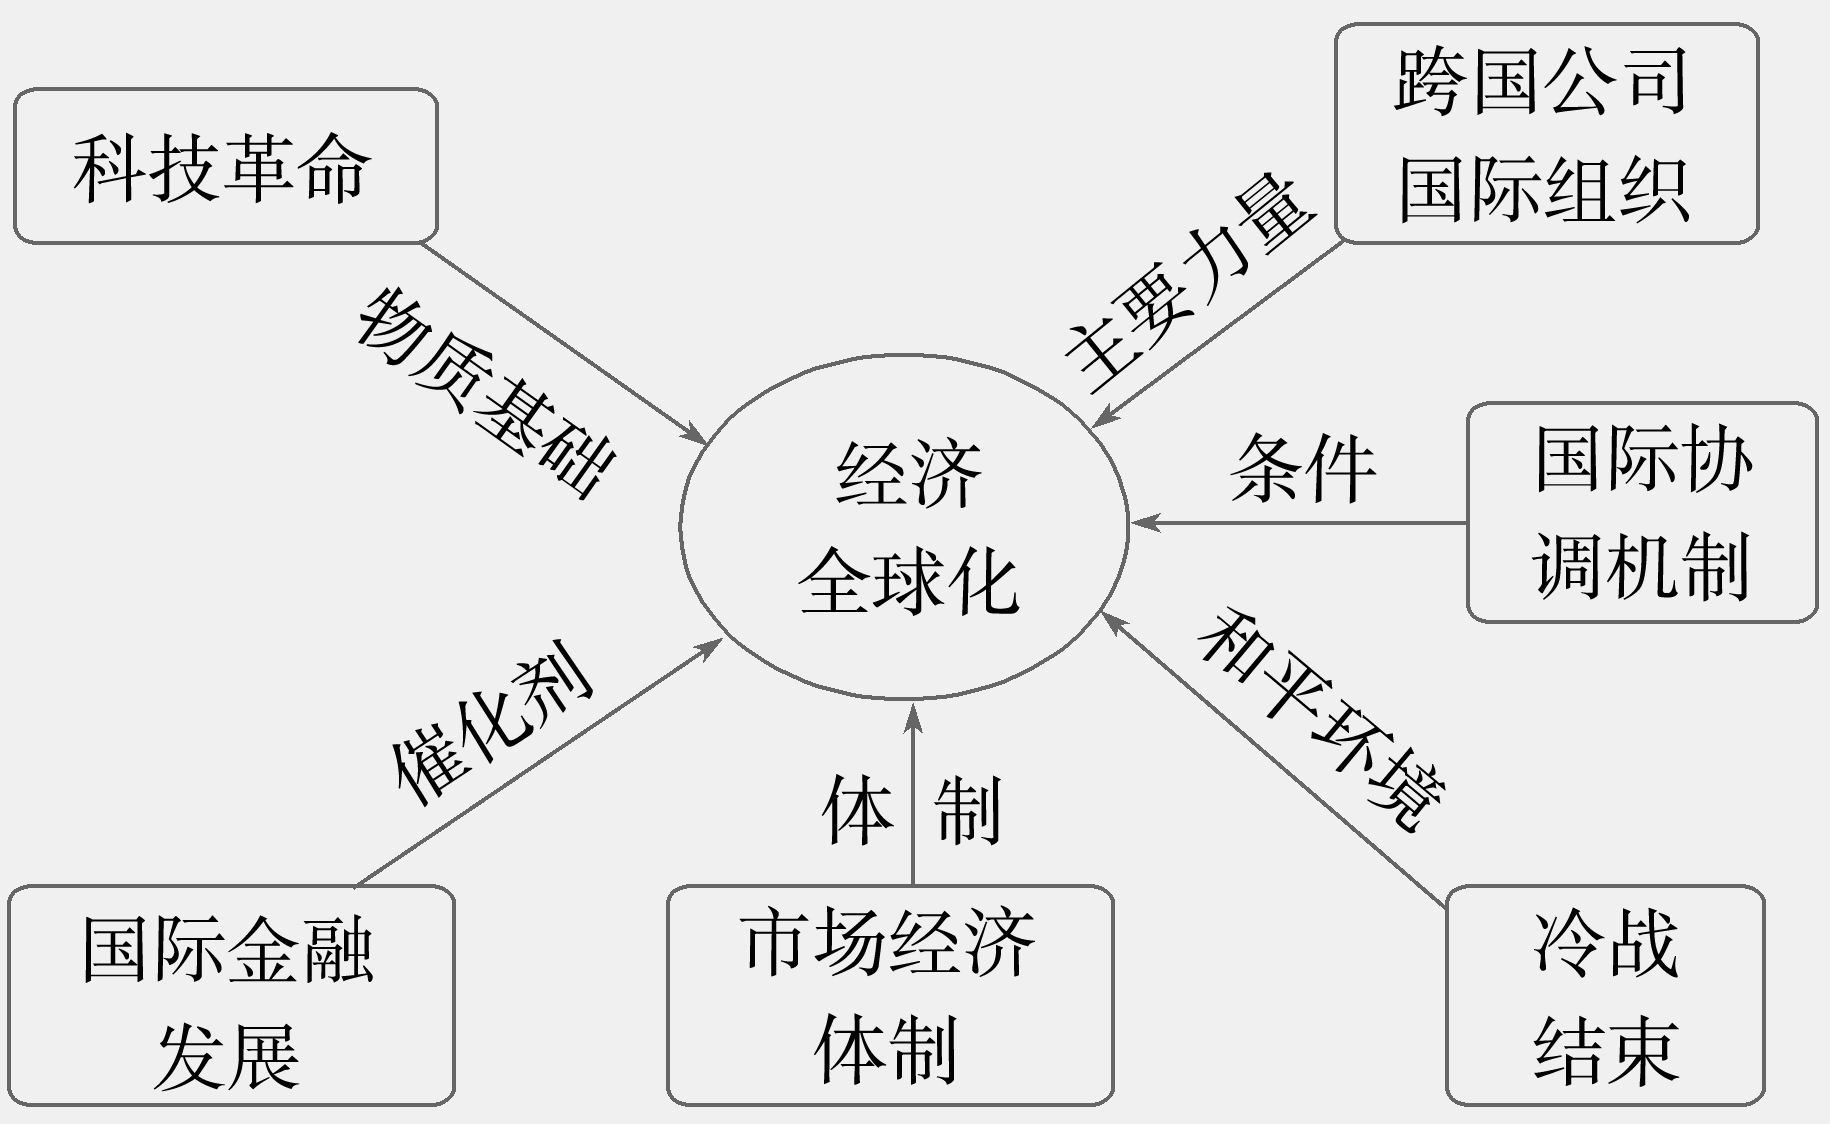 科技革命
跨国公司
国际组织
物质基础
主要力量
经济
全球化
条件
国际协
调机制
催化剂
体 制
和平环境
国际金融
发展
市场经济
体制
冷战
结束